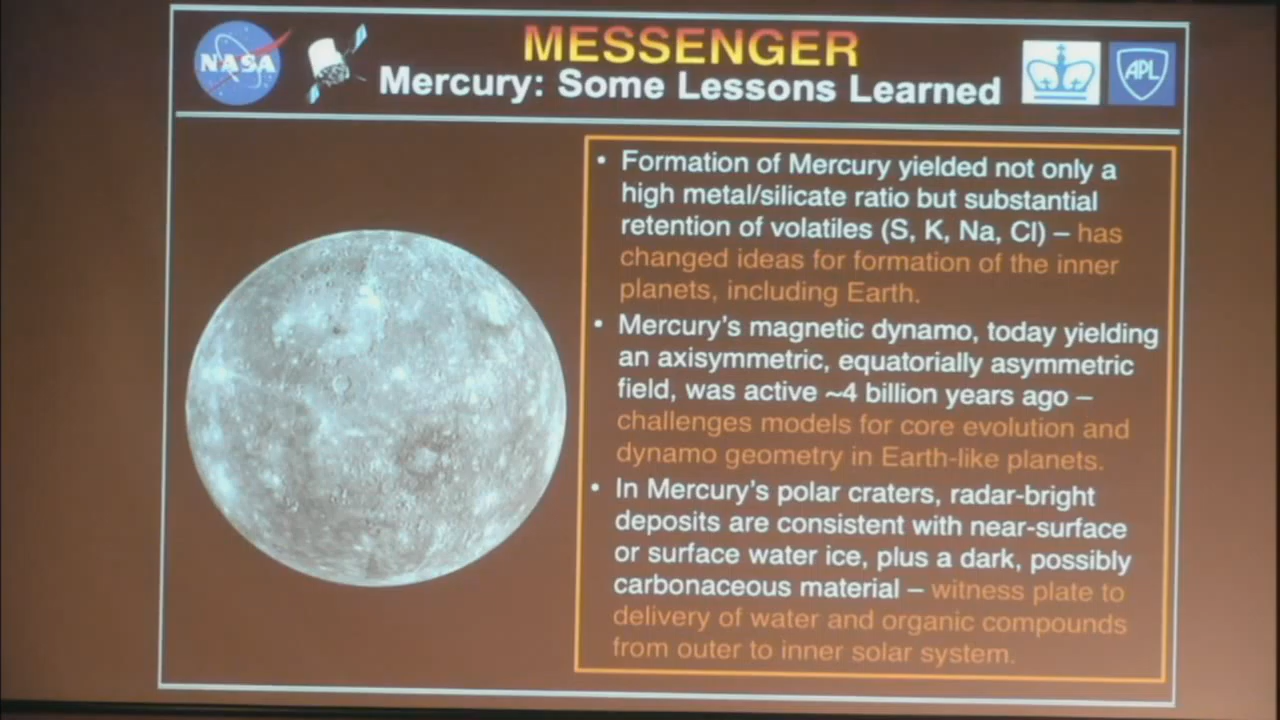 NASA
MESSENGER
Mercury: Some Lessons Learned
APL
• Formation of Mercury yielded not only a
high metal/silicate ratio but substantial
retention of volatiles (S, K, Na, Cl) – has
changed ideas for formation of the inner
planets, including Earth.
• Mercury's magnetic dynamo, today yielding
an axisymmetric, equatorially asymmetric
field, was active ~4 billion years ago –
challenges models for core evolution and
dynamo geometry in Earth-like planets.
• In Mercury's polar craters, radar-bright
deposits are consistent with near-surface
or surface water ice, plus a dark, possibly
carbonaceous material – witness plate to
delivery of water and organic compounds
from outer to inner solar system.